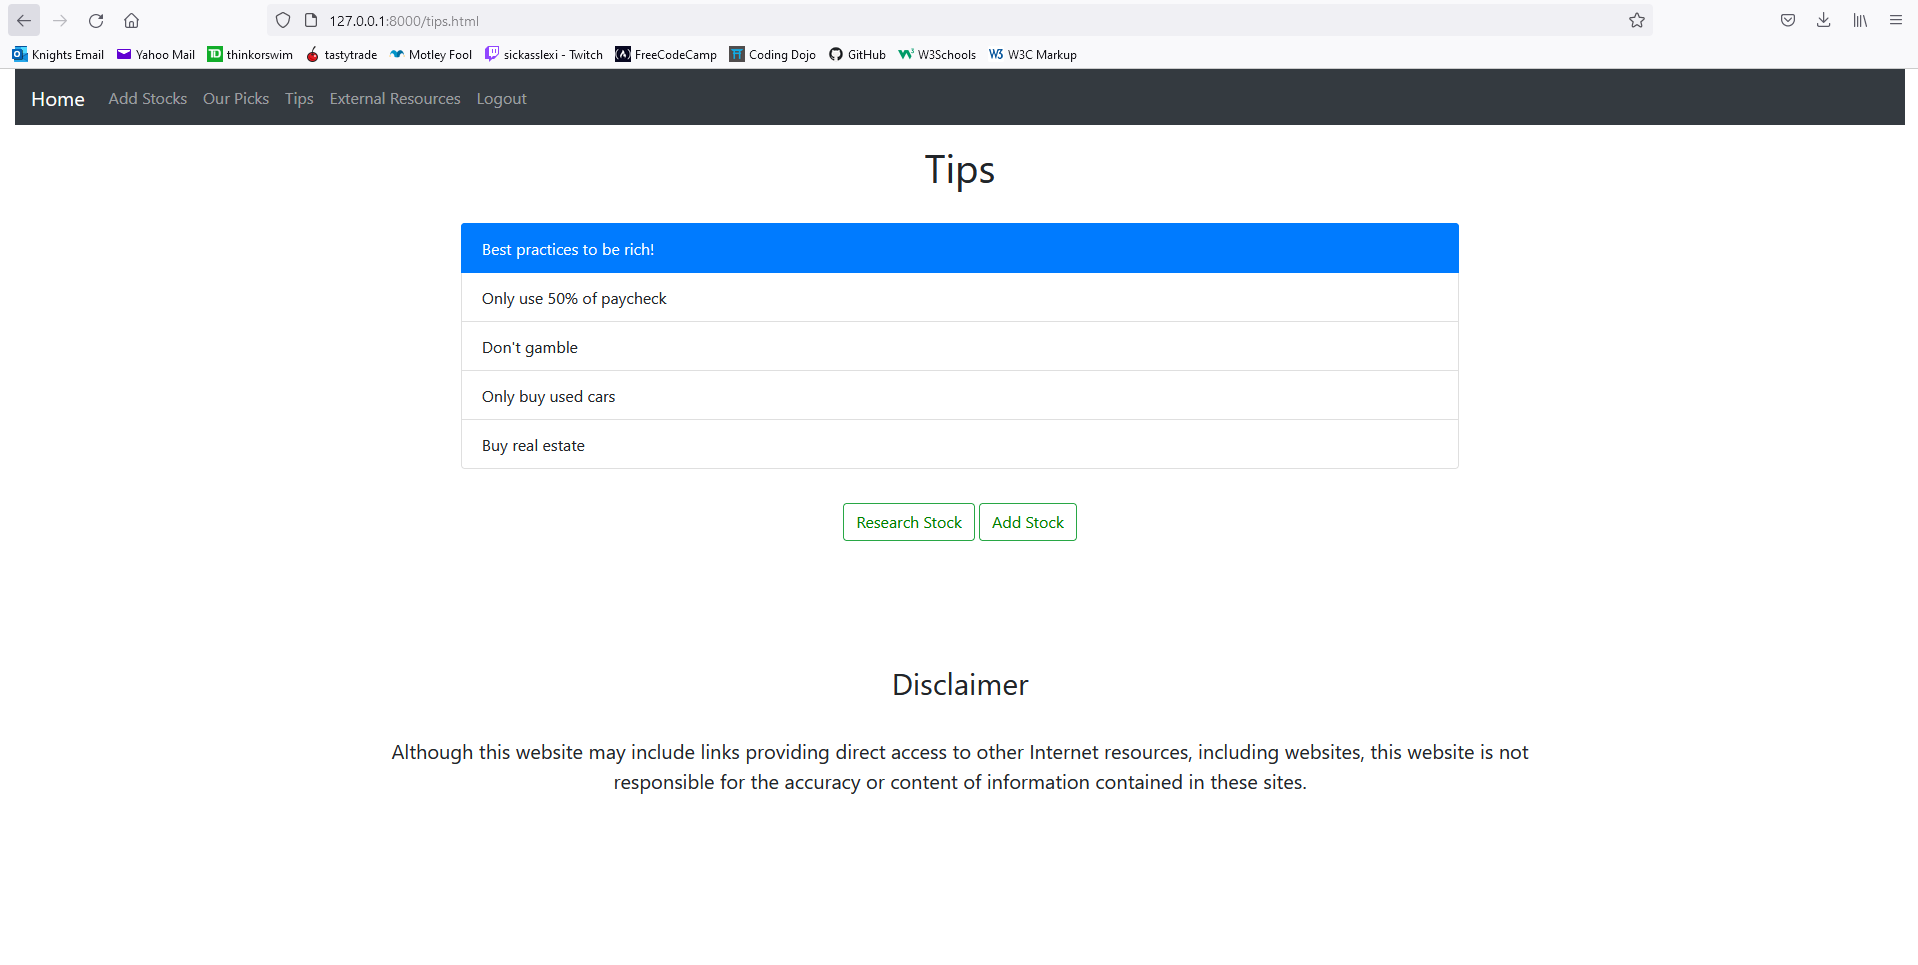 127.0.0.1:8000/tips.html
Knights Email Yahoo Mail thinkorswim tastytrade Motley Fool sickasslexi - Twitch FreeCodeCamp Coding Dojo GitHub W3Schools W3C Markup
Home Add Stocks Our Picks Tips External Resources Logout
Tips
Best practices to be rich!
Only use 50% of paycheck
Don't gamble
Only buy used cars
Buy real estate
Research Stock Add Stock
Disclaimer
Although this website may include links providing direct access to other Internet resources, including websites, this website is not
responsible for the accuracy or content of information contained in these sites.